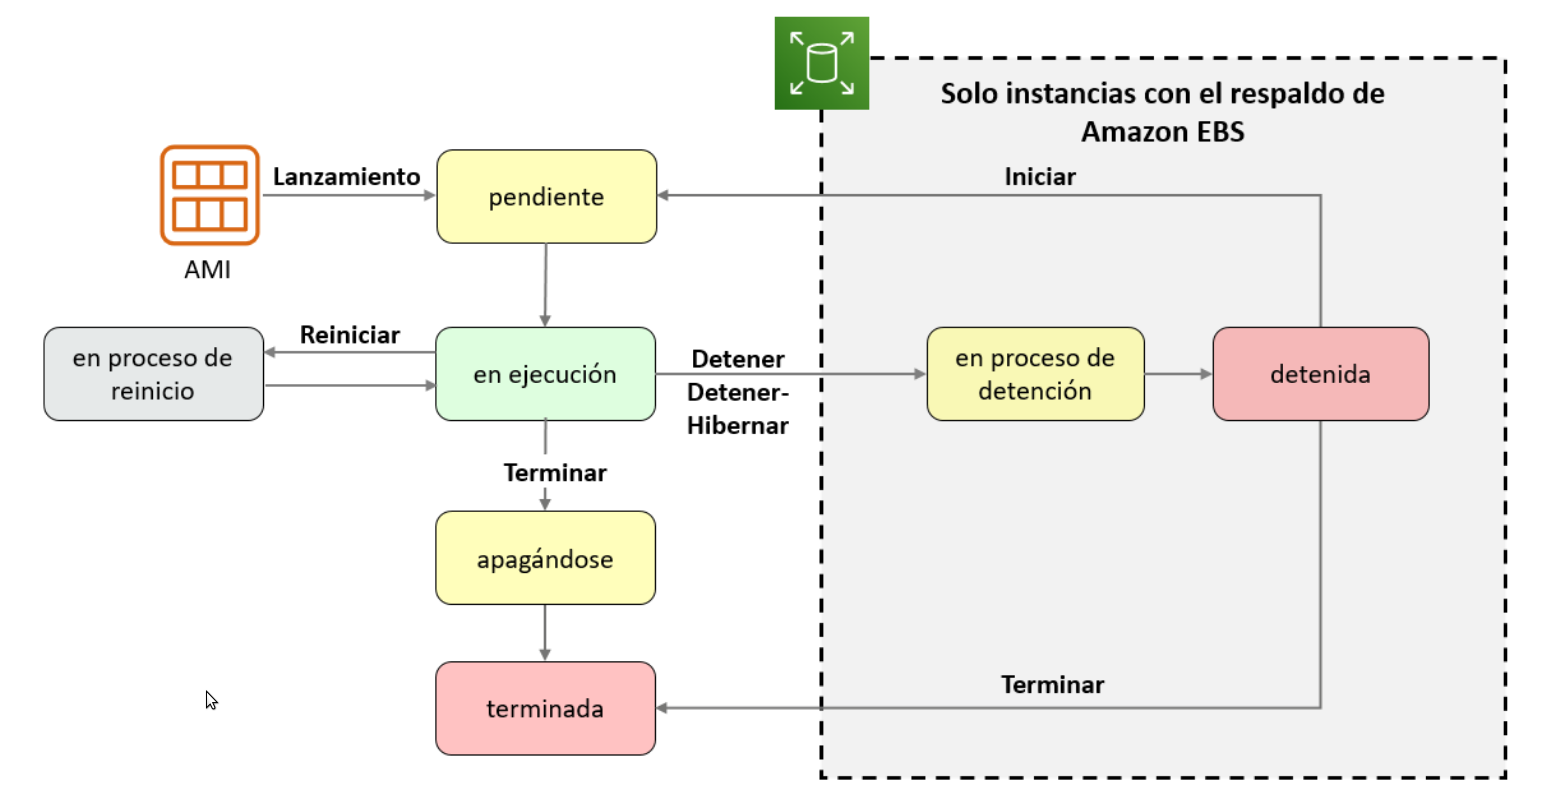 Solo instancias con el respaldo de
Amazon EBS
Lanzamiento
pendiente
Iniciar
AMI
en proceso de
reinicio
Reiniciar
en ejecución
Detener
Detener-
Hibernar
en proceso de
detención
detenida
Terminar
apagándose
terminada
Terminar